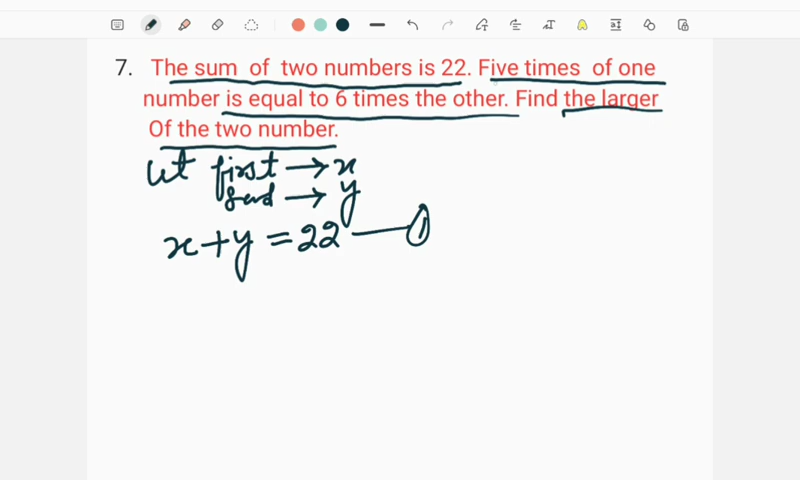 7. The sum of two numbers is 22. Five times of one
number is equal to 6 times the other. Find the larger
Of the two number.
let first → x
second → y
x+y = 22 — ①